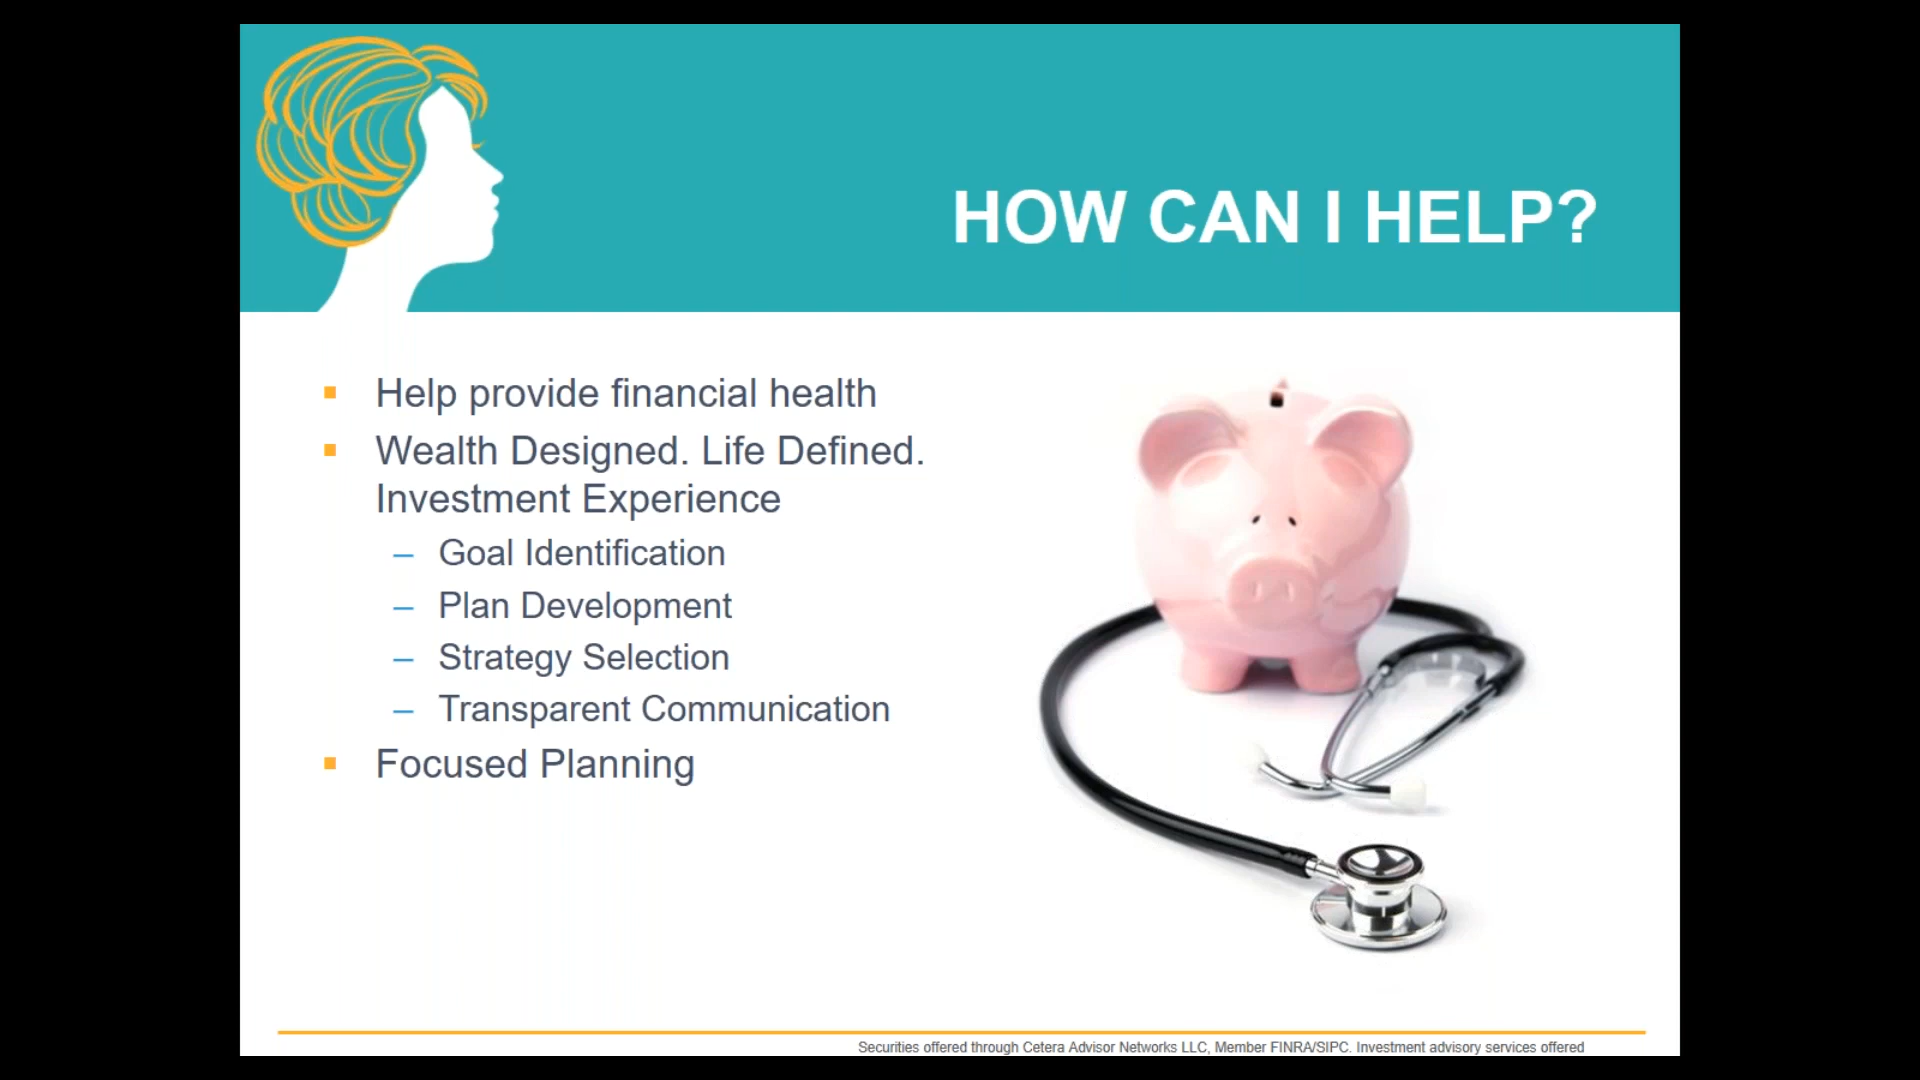 HOW CAN I HELP?
Help provide financial health
Wealth Designed. Life Defined.
Investment Experience
– Goal Identification
– Plan Development
– Strategy Selection
– Transparent Communication
Focused Planning
Securities offered through Cetera Advisor Networks LLC, Member FINRA/SIPC. Investment advisory services offered